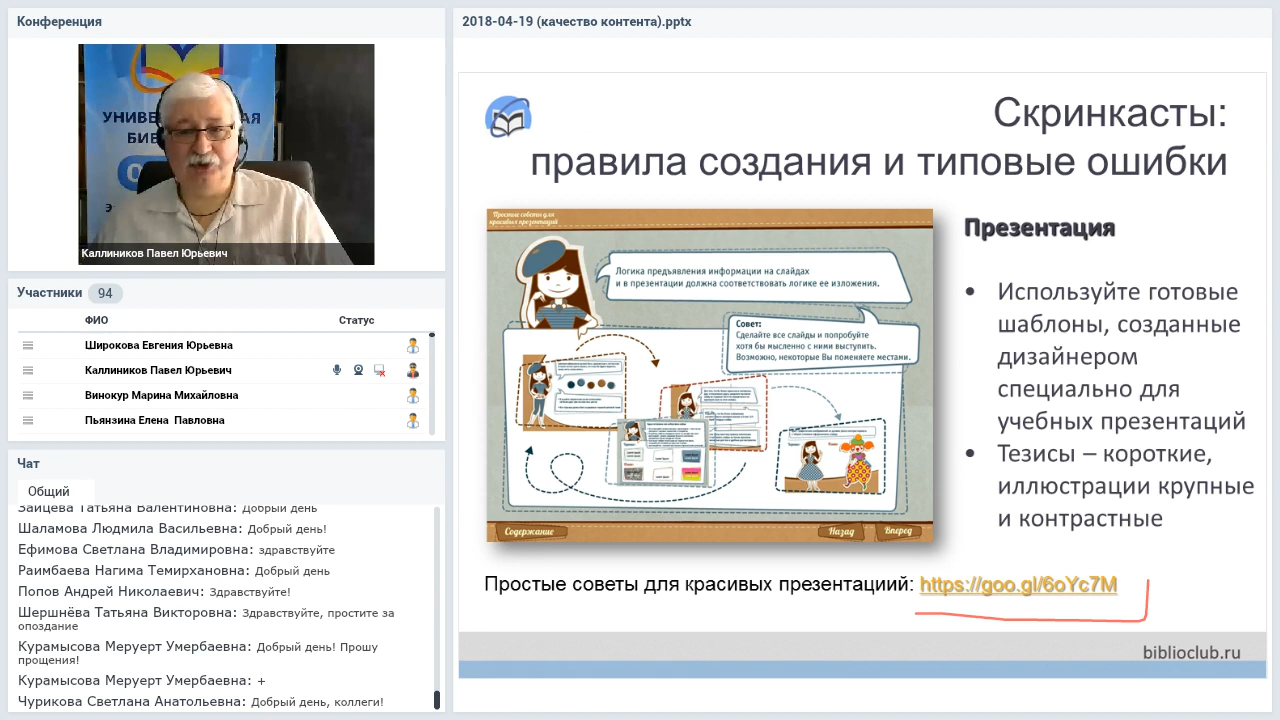 Конференция
УНИВЕ
АЯ
БИБ
Каллиников Павел Юрьевич
Участники 94
ФИО Статус
Широкова Евгения Юрьевна
Каллиников Павел Юрьевич
Винокур Марина Михайловна
Пьянзина Елена Павловна
Чат
Общий
Зайцева Татьяна Валентиновна: Добрый день
Шаламова Людмила Васильевна: Добрый день!
Ефимова Светлана Владимировна: здравствуйте
Раимбаева Нагима Темирхановна: Добрый день
Попов Андрей Николаевич: Здравствуйте!
Шершнёва Татьяна Викторовна: Здравствуйте, простите за
опоздание
Курамысова Меруерт Умербаевна: Добрый день! Прошу
прощения!
Курамысова Меруерт Умербаевна: +
Чурикова Светлана Анатольевна: Добрый день, коллеги!
2018-04-19 (качество контента).pptx
Скринкасты:
правила создания и типовые ошибки
Простые советы для
красивых презентаций
Логика предъявления информации на слайдах
и в презентации должна соответствовать логике ее изложения.
Совет:
Сделайте все слайды и попробуйте
хотя бы мысленно с ними выступить.
Возможно, некоторые Вы поменяете местами.
Содержание
Назад
Вперед
Презентация
• Используйте готовые
шаблоны, созданные
дизайнером
специально для
учебных презентаций
• Тезисы – короткие,
иллюстрации крупные
и контрастные
Простые советы для красивых презентациий: https://goo.gl/6oYc7M
biblioclub.ru